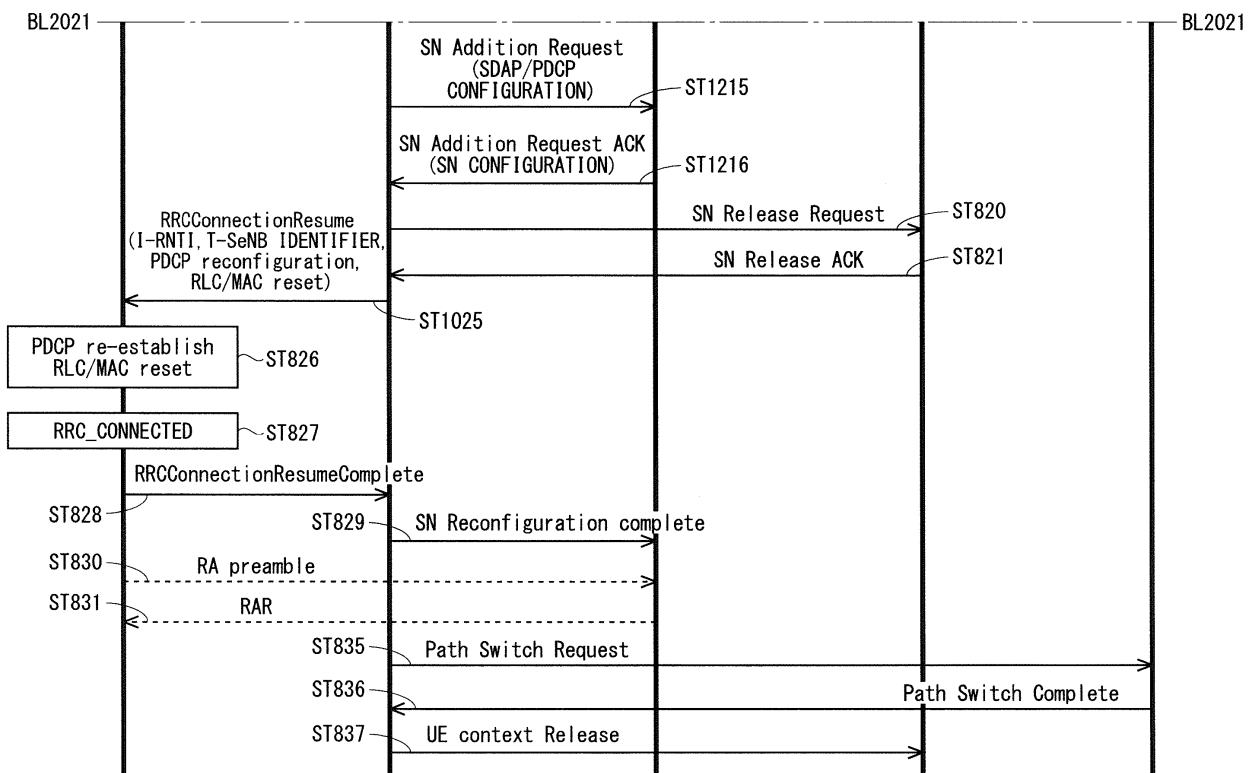 BL2021
BL2021
SN Addition Request
(SDAP/PDCP
CONFIGURATION)
ST1215
SN Addition Request ACK
(SN CONFIGURATION)
ST1216
RRCConnectionResume
(I-RNTI, T-SeNB IDENTIFIER,
PDCP reconfiguration,
RLC/MAC reset)
SN Release Request
ST820
SN Release ACK
ST821
ST1025
PDCP re-establish
RLC/MAC reset
ST826
RRC_CONNECTED
ST827
RRCConnectionResumeComplete
ST828
ST829
SN Reconfiguration complete
ST830
RA preamble
ST831
RAR
ST835
Path Switch Request
ST836
Path Switch Complete
ST837
UE context Release